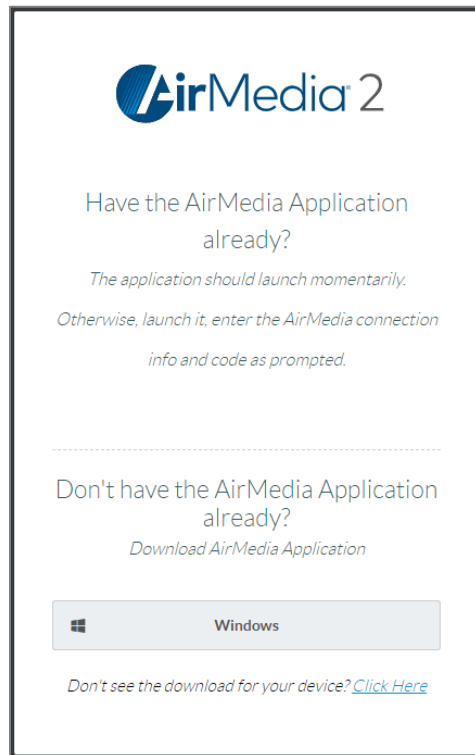 AirMedia® 2
Have the AirMedia Application
already?
The application should launch momentarily.
Otherwise, launch it, enter the AirMedia connection
info and code as prompted.
Don't have the AirMedia Application
already?
Download AirMedia Application
Windows
Don't see the download for your device? Click Here